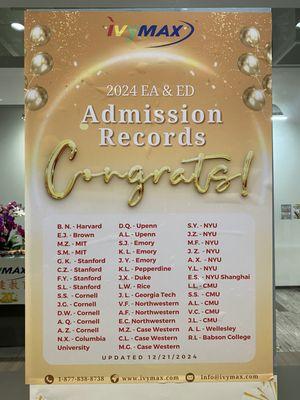 ivyMAX
2024 EA & ED
Admission
Records
Congrats!
B. N. - Harvard
E.J. - Brown
M.Z. - MIT
S.M. - MIT
G. K. - Stanford
C.Z. - Stanford
F.Y. - Stanford
S.L - Stanford
S.S. - Cornell
J.G. - Cornell
D.W. - Cornell
A. Q. - Cornell
A. Z. - Cornell
N.X. - Columbia
University
D.Q. - Upenn
A.L. - Upenn
S.J. - Emory
K. L - Emory
J. Y. - Emory
K.L. - Pepperdine
J.X. - Duke
L.W. - Rice
J.L. - Georgia Tech
V.F. - Northwestern
A.F. - Northwestern
E.C. Northwestern
M.Z. - Case Western
C.L - Case Western
M.G. - Case Western
S.Y. - NYU
J.Z. - NYU
M.F. - NYU
J. Z. - NYU
A. X. - NYU
Y.L. - NYU
E.S. - NYU Shanghai
L.L. - CMU
S.S. - CMU
A.L. - CMU
V.C. - CMU
J.L. - CMU
A. L. - Wellesley
R.L - Babson College
UPDATED 12/21/2024
1-877-838-8738
www.ivymax.com
info@ivymax.com